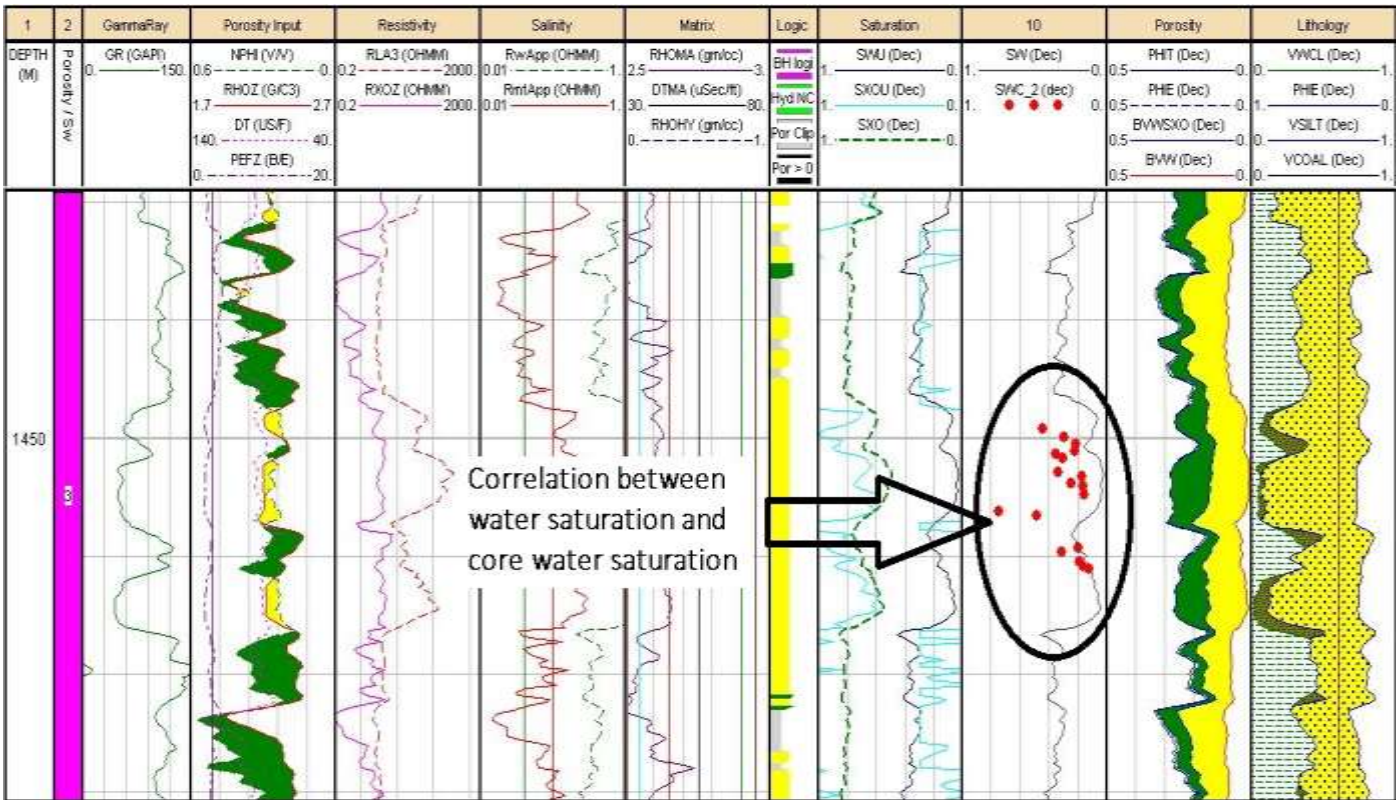 1
2
GammaRay
Porosity Input
Resistivity
Salinity
Matrix
Logic
Saturation
10
Porosity
Lithology
DEPTH
(M)
Porosity / Sw
GR (GAPI)
0. 150.
NPHI (V/V)
0.6 0.
RHOZ (G/C3)
1.7 2.7
DT (US/F)
140. 40.
PEFZ (B/E)
0. 20.
RLA3 (OHMM)
0.2 2000.
RXOZ (OHMM)
0.2 2000.
RwApp (OHMM)
0.01 1.
RmfApp (OHMM)
0.01 1.
RHOMA (gm/cc)
2.5 3.
DTMA (uSec/ft)
30. 80.
RHOHY (gm/cc)
0. 1.
BH logi
Hyd NC
Por Clip
Por > 0
SWU (Dec)
1. 0.
SXOU (Dec)
1. 0.
SXO (Dec)
1. 0.
SW (Dec)
1. 0.
SWC_2 (dec)
1. 0.
PHIT (Dec)
0.5 0.
PHIE (Dec)
0.5 0.
BVWSXO (Dec)
0.5 0.
BVW (Dec)
0.5 0.
VWCL (Dec)
0. 1.
PHIE (Dec)
1. 0.
VSILT (Dec)
0. 1.
VCOAL (Dec)
0. 1.
1450
Correlation between
water saturation and
core water saturation